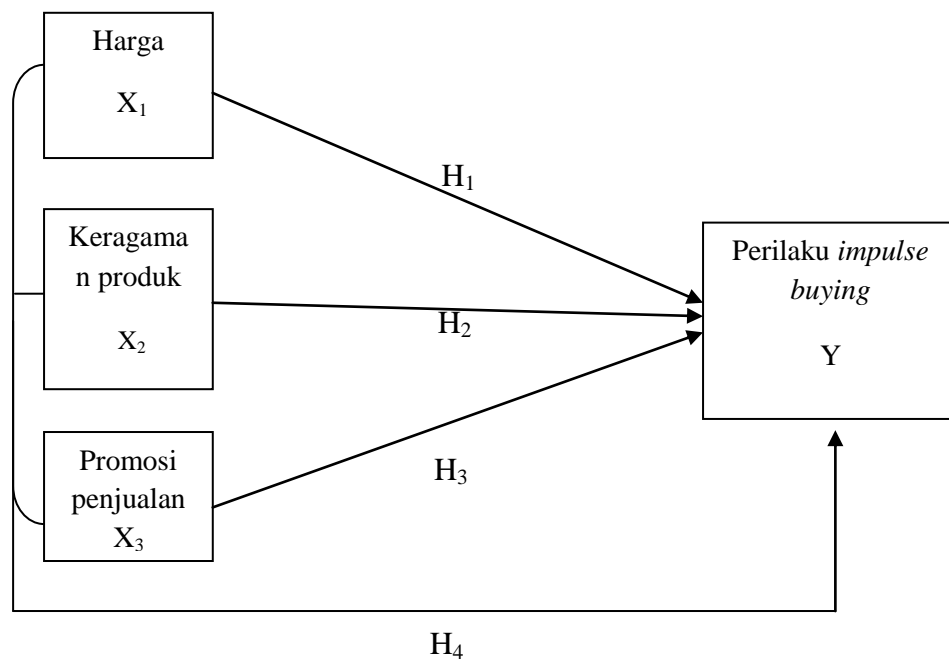 Harga
X₁
H₁
Keragama
n produk
X₂
H₂
Perilaku impulse
buying
Y
Promosi
penjualan
X₃
H₃
H₄